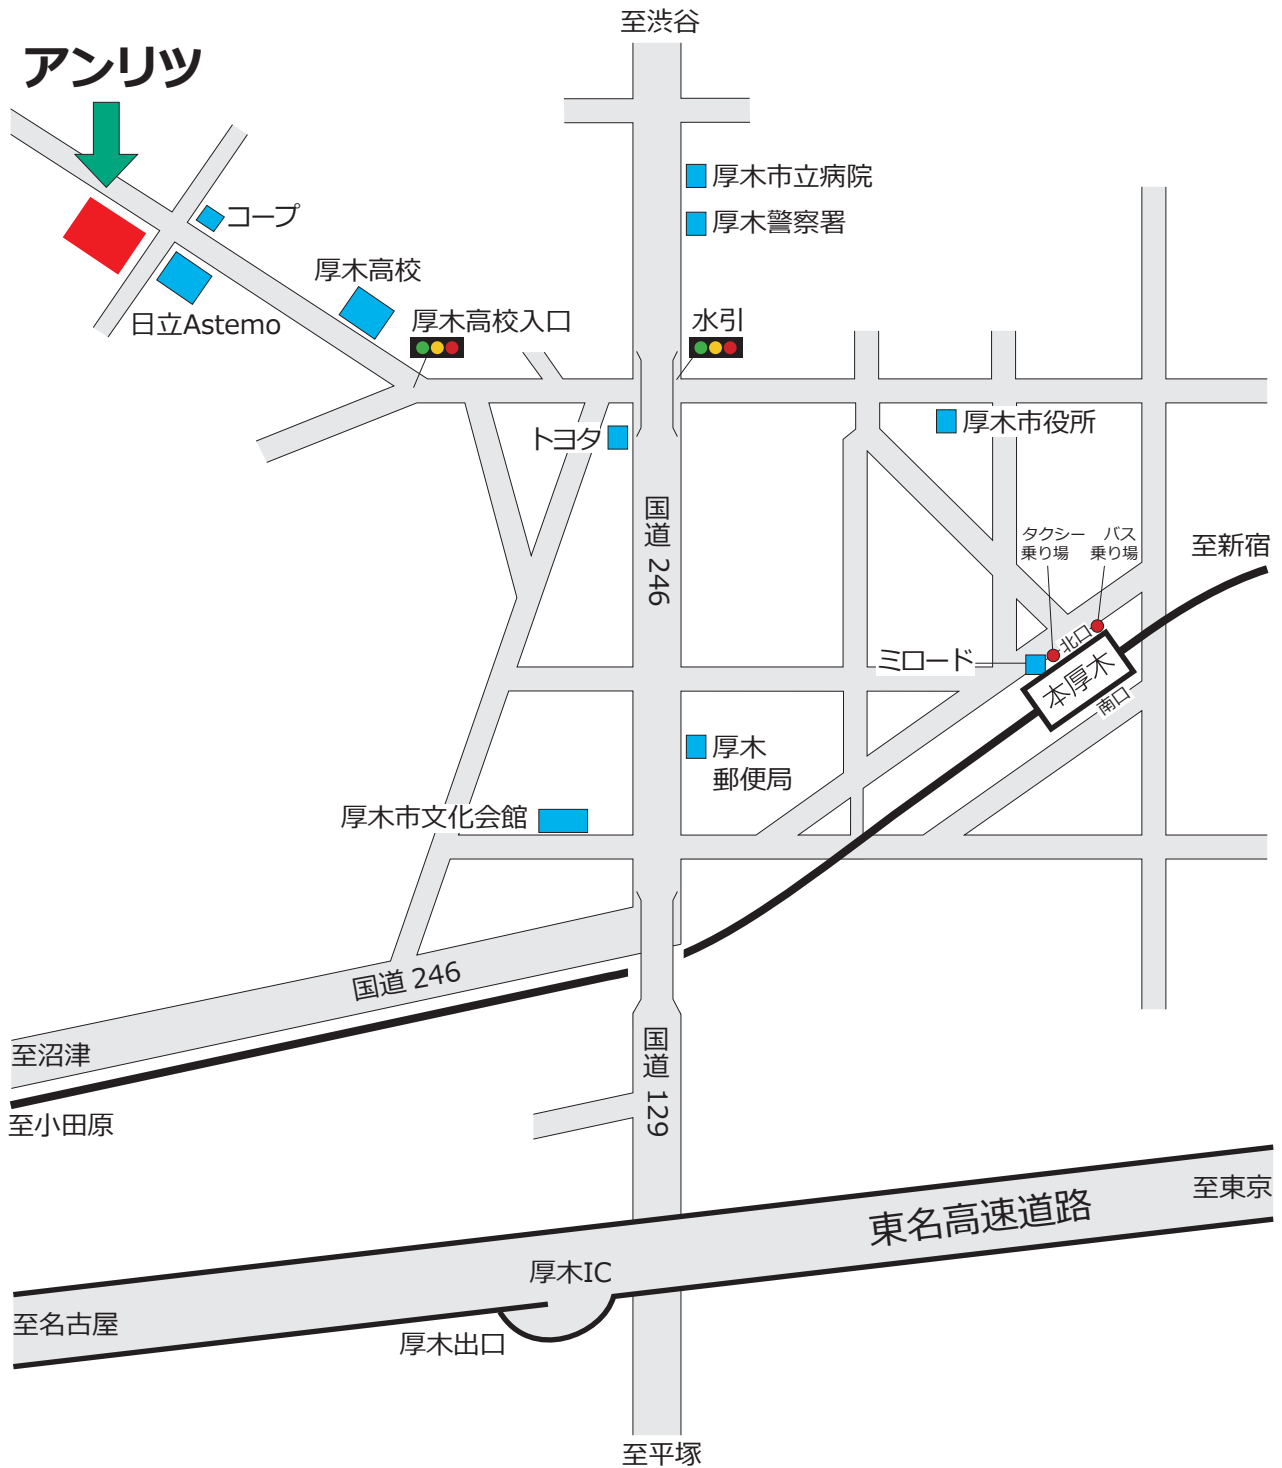 至渋谷
アンリツ
厚木市立病院
コープ
厚木警察署
厚木高校
日立Astemo
厚木高校入口
水引
トヨタ
厚木市役所
国道 246
タクシー
乗り場
バス
乗り場
至新宿
北口
ミロード
本厚木
南口
厚木
郵便局
厚木市文化会館
国道 246
至沼津
至小田原
国道 129
至東京
東名高速道路
厚木IC
至名古屋
厚木出口
至平塚